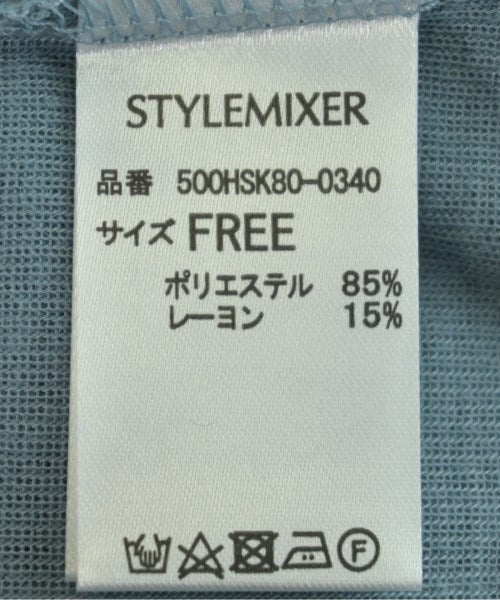 STYLEMIXER
品番 500HSK80-0340
サイズ FREE
ポリエステル 85%
レーヨン 15%
F